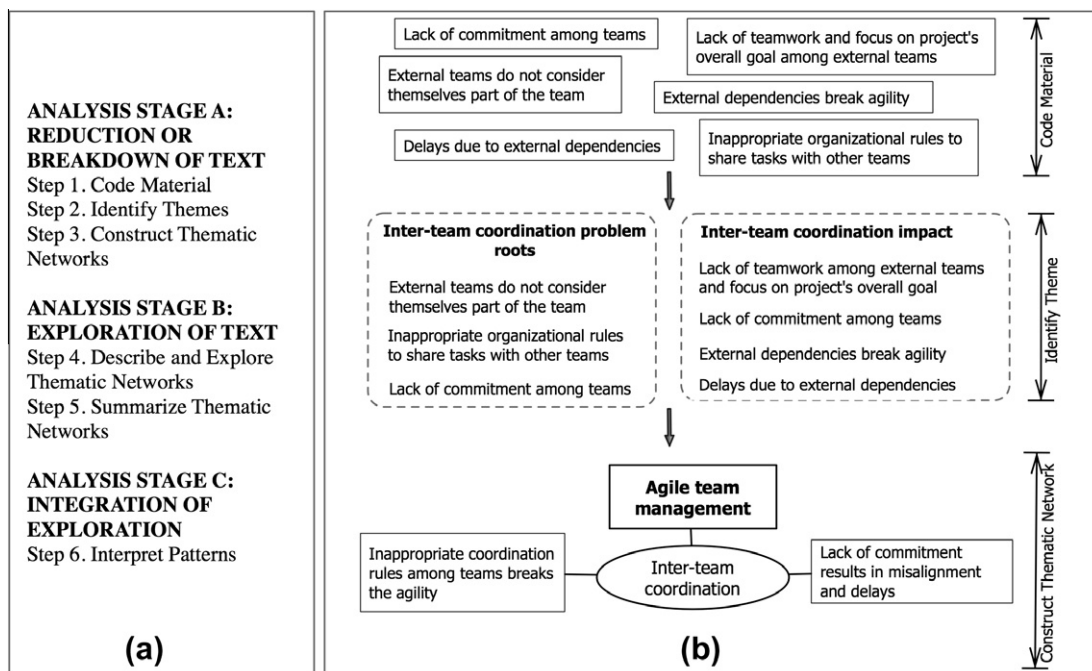 ANALYSIS STAGE A:
REDUCTION OR
BREAKDOWN OF TEXT
Step 1. Code Material
Step 2. Identify Themes
Step 3. Construct Thematic
Networks
ANALYSIS STAGE B:
EXPLORATION OF TEXT
Step 4. Describe and Explore
Thematic Networks
Step 5. Summarize Thematic
Networks
ANALYSIS STAGE C:
INTEGRATION OF
EXPLORATION
Step 6. Interpret Patterns
(a)
Lack of commitment among teams
Lack of teamwork and focus on project's
overall goal among external teams
External teams do not consider
themselves part of the team
External dependencies break agility
Delays due to external dependencies
Inappropriate organizational rules to
share tasks with other teams
Code Material
Inter-team coordination problem
roots
External teams do not consider
themselves part of the team
Inappropriate organizational rules
to share tasks with other teams
Lack of commitment among teams
Inter-team coordination impact
Lack of teamwork among external teams
and focus on project's overall goal
Lack of commitment among teams
External dependencies break agility
Delays due to external dependencies
Identify Theme
Agile team
management
Inappropriate coordination
rules among teams breaks
the agility
Inter-team
coordination
Lack of commitment
results in misalignment
and delays
Construct Thematic Network
(b)